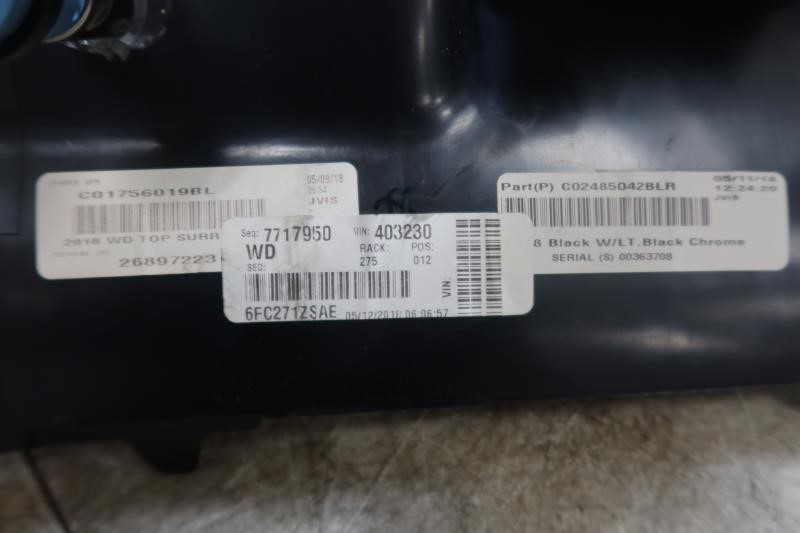 C01756019BL
05/09/18
JVIS
2018 WD TOP SURR
26897223
Seq: 7717950 VIN: 403230
WD RACK: POS:
SEQ: 275 012
VIN:
6FC271ZSAE 05/12/2018 06:06:57
Part(P) C02485042BLR
05/11/18
12:24:20
JVIS
8 Black W/LT.Black Chrome
SERIAL (S) 00363708